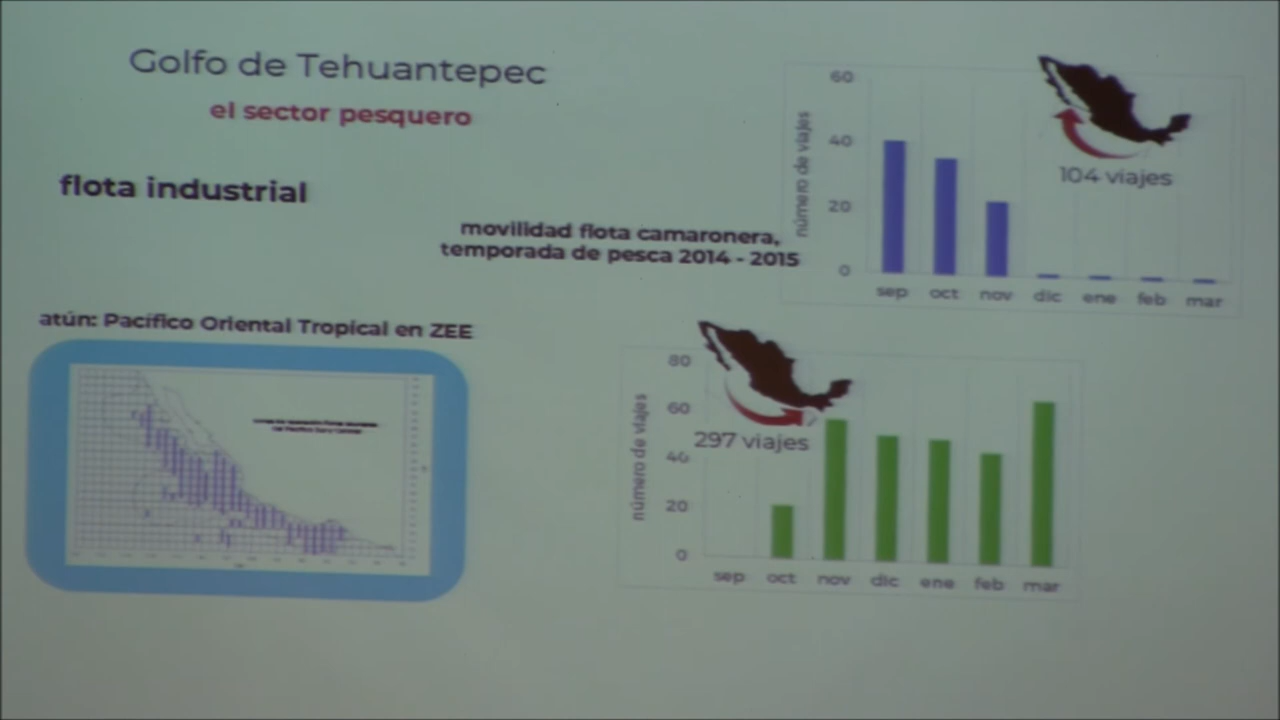 Golfo de Tehuantepec
el sector pesquero
flota industrial
movilidad flota camaronera,
temporada de pesca 2014 - 2015
atún: Pacífico Oriental Tropical en ZEE
número de viajes
60
40
20
0
sep oct nov dic ene feb mar
104 viajes
número de viajes
80
60
40
20
0
sep oct nov dic ene feb mar
297 viajes